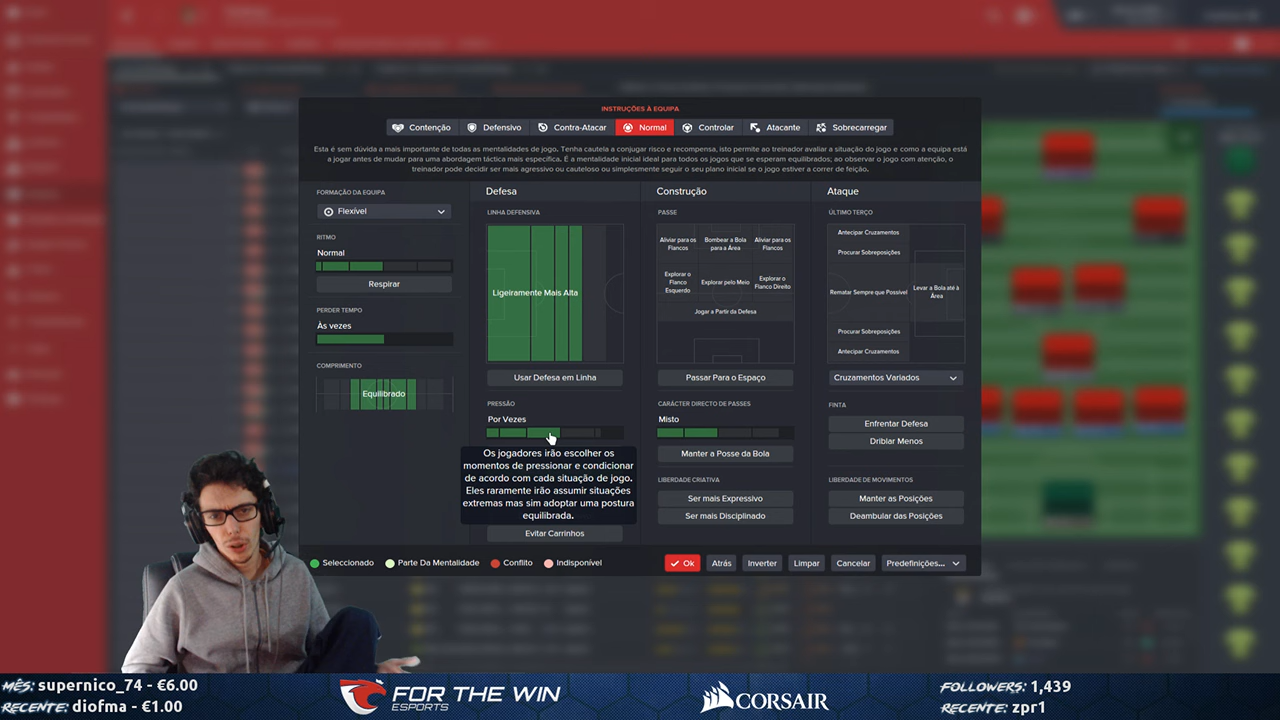 INSTRUÇÕES À EQUIPA
Contenção
Defensivo
Contra-Atacar
Normal
Controlar
Atacante
Sobrecarregar
Esta é sem dúvida a mais importante de todas as mentalidades de jogo. Tenha cautela a conjugar risco e recompensa, isto permite ao treinador avaliar a situação do jogo e como a equipa está
a jogar antes de mudar para uma abordagem táctica mais específica. É a mentalidade inicial ideal para todos os jogos que se esperam equilibrados; ao observar o jogo com atenção, o
treinador pode decidir ser mais agressivo ou cauteloso ou simplesmente seguir o seu plano inicial se o jogo estiver a correr de feição.
FORMAÇÃO DA EQUIPA
Flexível
RITMO
Normal
Respirar
PERDER TEMPO
Às vezes
COMPRIMENTO
Equilibrado
Defesa
LINHA DEFENSIVA
Ligeiramente Mais Alta
Usar Defesa em Linha
PRESSÃO
Por Vezes
Os jogadores irão escolher os
momentos de pressionar e condicionar
de acordo com cada situação de jogo.
Eles raramente irão assumir situações
extremas mas sim adoptar uma postura
equilibrada.
Evitar Carrinhos
Construção
PASSE
Aliviar para os
Flancos
Bombear a Bola
para a Área
Aliviar para os
Flancos
Explorar o
Flanco
Esquerdo
Explorar pelo Meio
Explorar o
Flanco Direito
Jogar a Partir da Defesa
Passar Para o Espaço
CARÁCTER DIRECTO DE PASSES
Misto
Manter a Posse da Bola
LIBERDADE CRIATIVA
Ser mais Expressivo
Ser mais Disciplinado
Ataque
ÚLTIMO TERÇO
Antecipar Cruzamentos
Procurar Sobreposições
Rematar Sempre que Possível
Levar a Bola até à
Área
Procurar Sobreposições
Antecipar Cruzamentos
Cruzamentos Variados
FINTA
Enfrentar Defesa
Driblar Menos
LIBERDADE DE MOVIMENTOS
Manter as Posições
Deambular das Posições
Seleccionado
Parte Da Mentalidade
Conflito
Indisponível
Ok
Atrás
Inverter
Limpar
Cancelar
Predefinições...
MÊS: supernico_74 - €6.00
RECENTE: diofma - €1.00
FOR THE WIN
ESPORTS
CORSAIR
FOLLOWERS: 1,439
RECENTE: zpr1